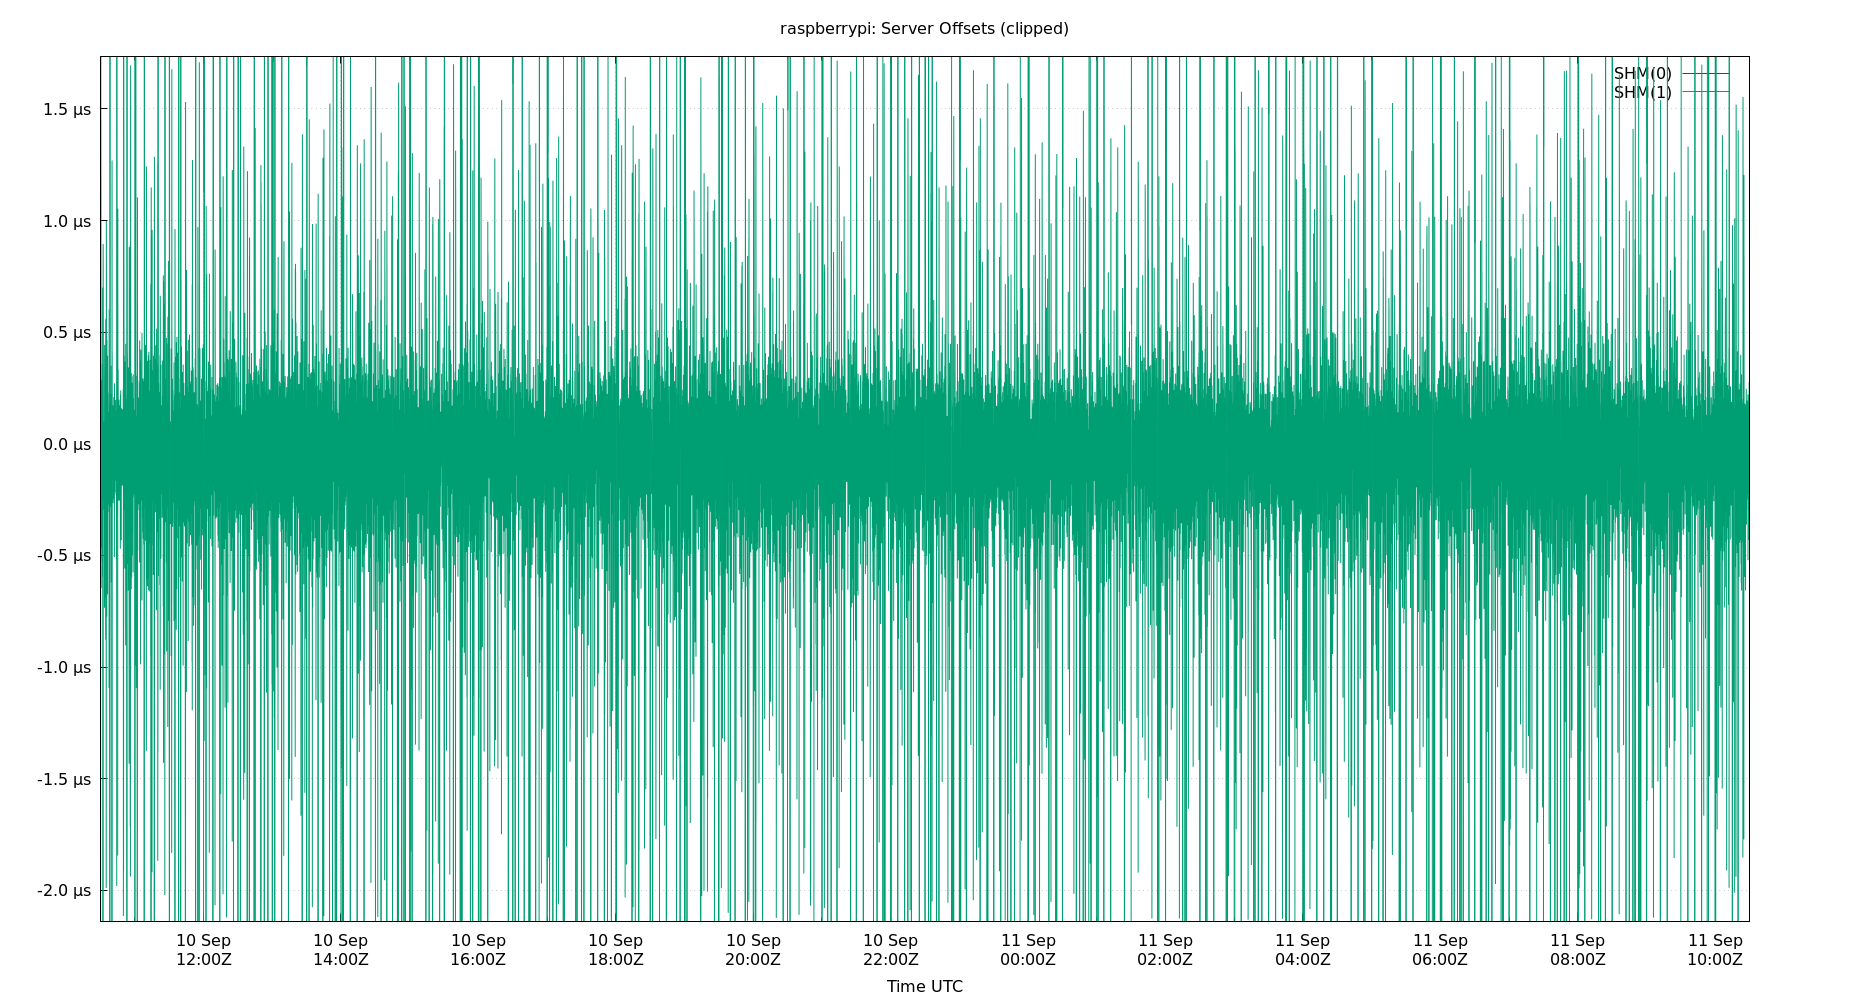 raspberrypi: Server Offsets (clipped)
SHM(0)
SHM(1)
1.5 µs
1.0 µs
0.5 µs
0.0 µs
-0.5 µs
-1.0 µs
-1.5 µs
-2.0 µs
10 Sep 10 Sep 10 Sep 10 Sep 10 Sep 10 Sep 11 Sep 11 Sep 11 Sep 11 Sep 11 Sep 11 Sep
12:00Z 14:00Z 16:00Z 18:00Z 20:00Z 22:00Z 00:00Z 02:00Z 04:00Z 06:00Z 08:00Z 10:00Z
Time UTC